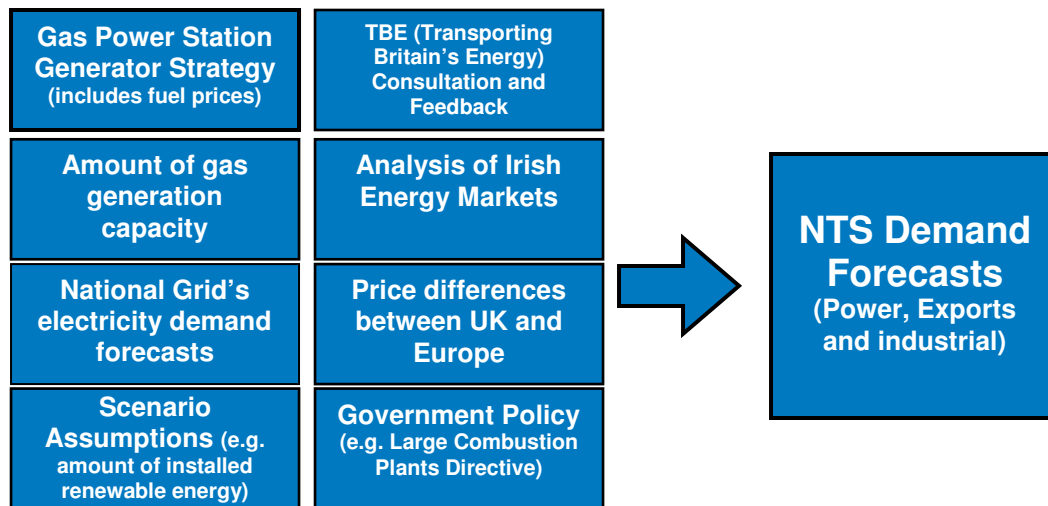 Gas Power Station
Generator Strategy
(includes fuel prices)
TBE (Transporting
Britain's Energy)
Consultation and
Feedback
Amount of gas
generation
capacity
Analysis of Irish
Energy Markets
National Grid's
electricity demand
forecasts
Price differences
between UK and
Europe
Scenario
Assumptions (e.g.
amount of installed
renewable energy)
Government Policy
(e.g. Large Combustion
Plants Directive)
NTS Demand
Forecasts
(Power, Exports
and industrial)